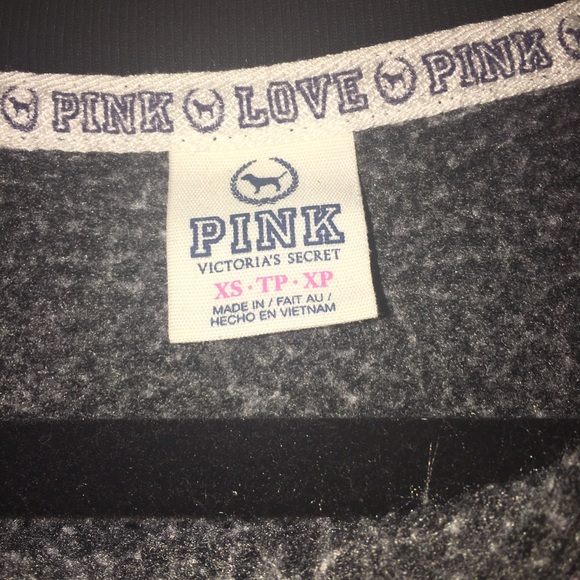 PINK LOVE PINK
PINK
VICTORIA'S SECRET
XS · TP · XP
MADE IN / FAIT AU /
HECHO EN VIETNAM